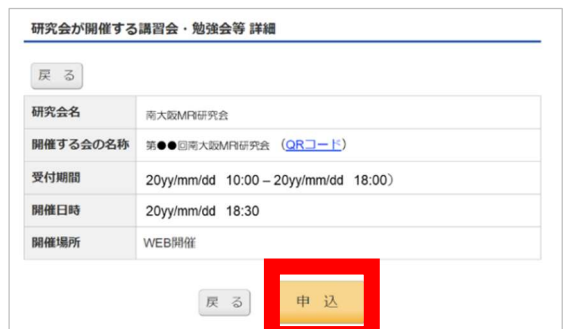 研究会が開催する講習会・勉強会等 詳細
戻 る
研究会名 南大阪MRI研究会
開催する会の名称 第●●回南大阪MRI研究会 (QRコード)
受付期間 20yy/mm/dd 10:00 – 20yy/mm/dd 18:00）
開催日時 20yy/mm/dd 18:30
開催場所 WEB開催
戻 る 申 込